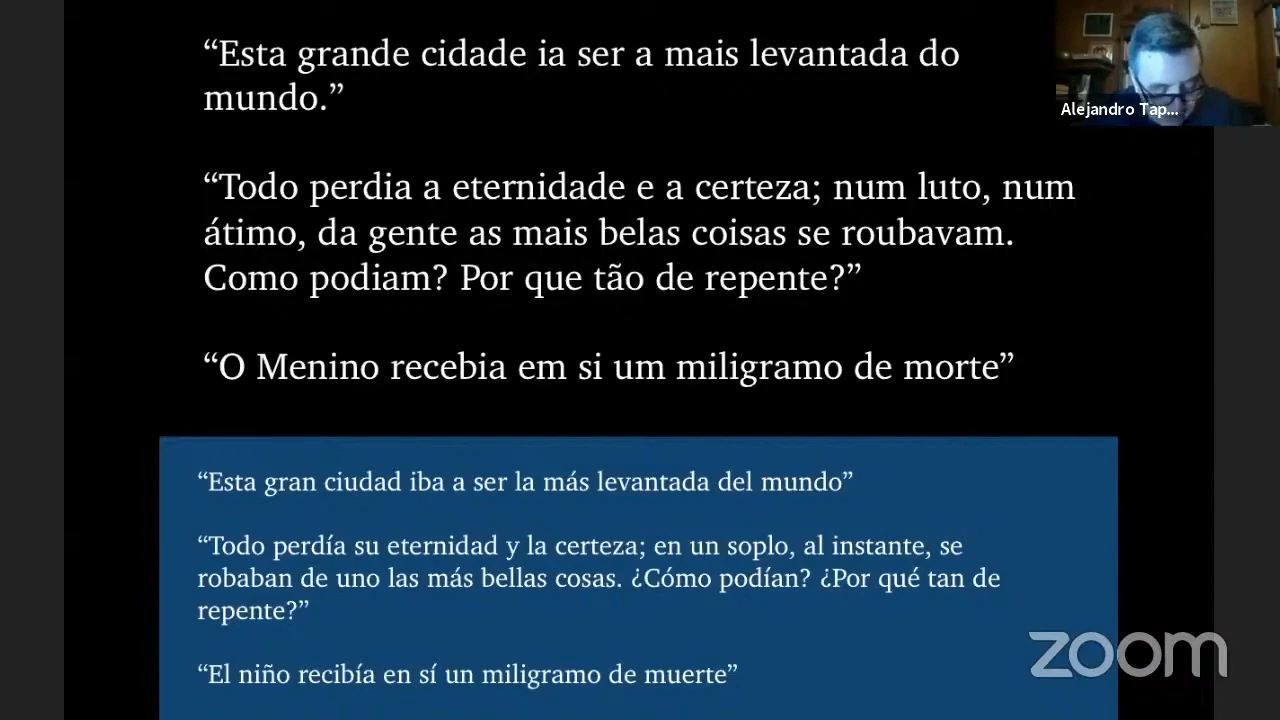 “Esta grande cidade ia ser a mais levantada do
mundo.”
“Todo perdia a eternidade e a certeza; num luto, num
átimo, da gente as mais belas coisas se roubavam.
Como podiam? Por que tão de repente?”
“O Menino recebia em si um miligramo de morte”
Alejandro Tap...
“Esta gran ciudad iba a ser la más levantada del mundo”
“Todo perdía su eternidad y la certeza; en un soplo, al instante, se
robaban de uno las más bellas cosas. ¿Cómo podían? ¿Por qué tan de
repente?”
“El niño recibía en sí un miligramo de muerte”
zoom